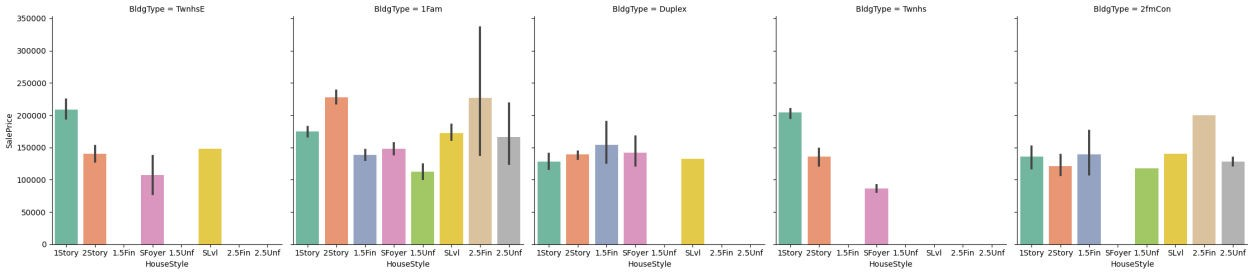 BldgType = TwnhsE
BldgType = 1Fam
BldgType = Duplex
BldgType = Twnhs
BldgType = 2fmCon
350000
300000
250000
200000
150000
100000
50000
0
SalePrice
1Story 2Story 1.5Fin SFoyer 1.5Unf SLvl 2.5Fin 2.5Unf
1Story 2Story 1.5Fin SFoyer 1.5Unf SLvl 2.5Fin 2.5Unf
1Story 2Story 1.5Fin SFoyer 1.5Unf SLvl 2.5Fin 2.5Unf
1Story 2Story 1.5Fin SFoyer 1.5Unf SLvl 2.5Fin 2.5Unf
1Story 2Story 1.5Fin SFoyer 1.5Unf SLvl 2.5Fin 2.5Unf
HouseStyle
HouseStyle
HouseStyle
HouseStyle
HouseStyle